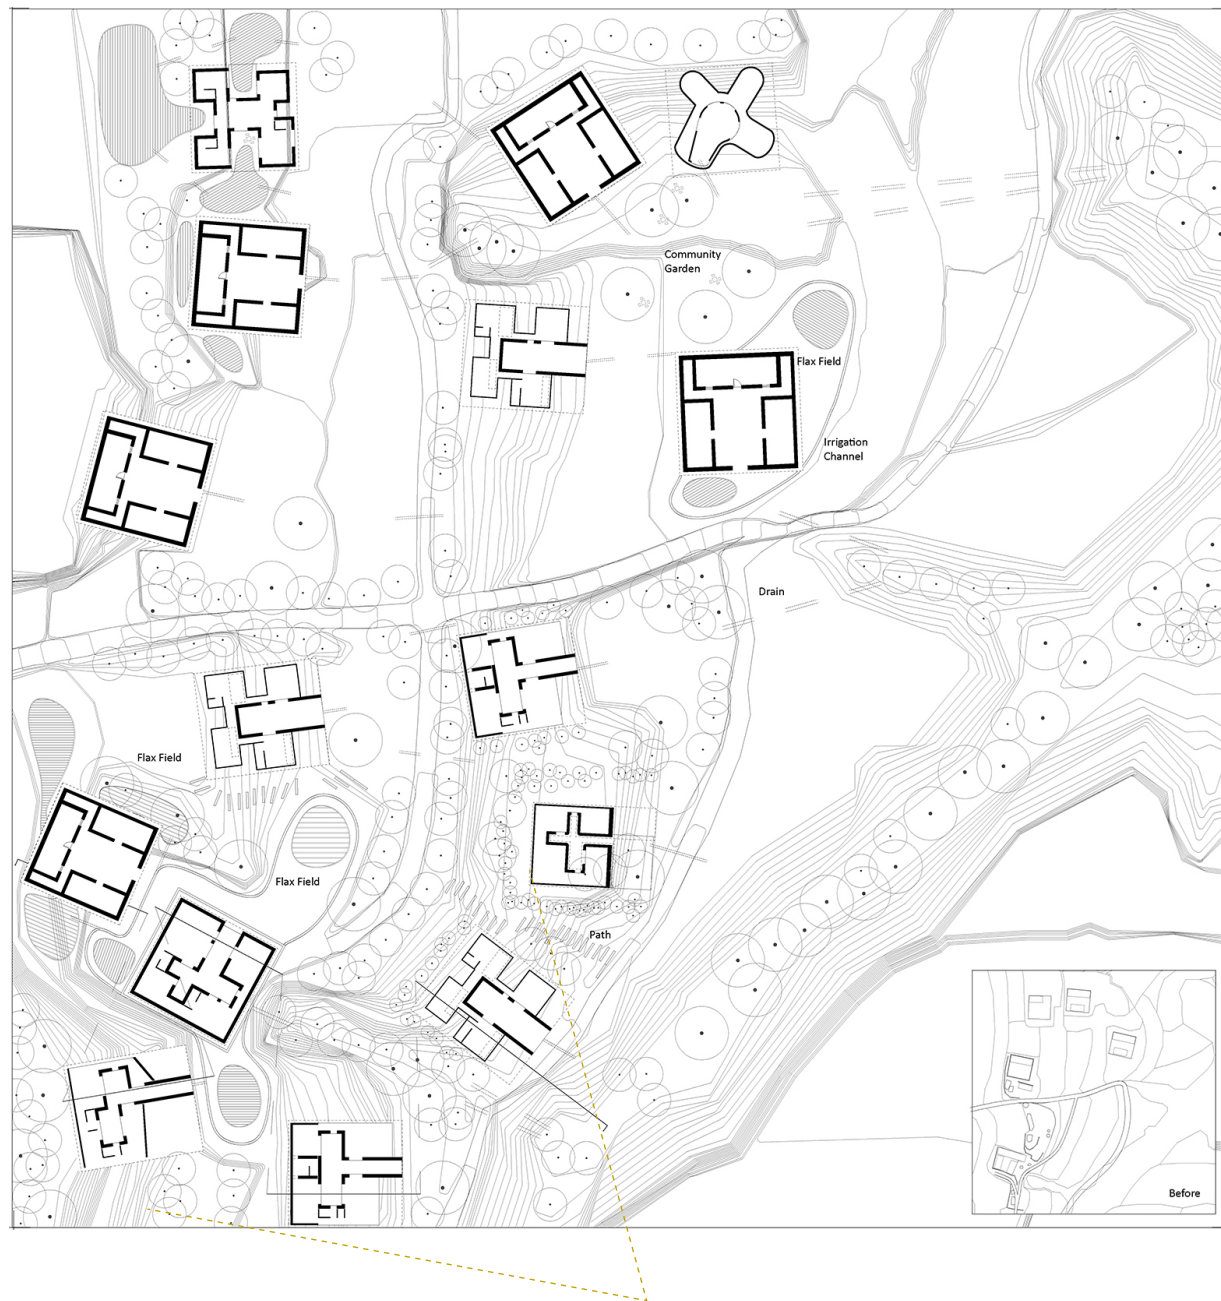 Community
Garden
Flax Field
Irrigation
Channel
Drain
Flax Field
Flax Field
Path
Before